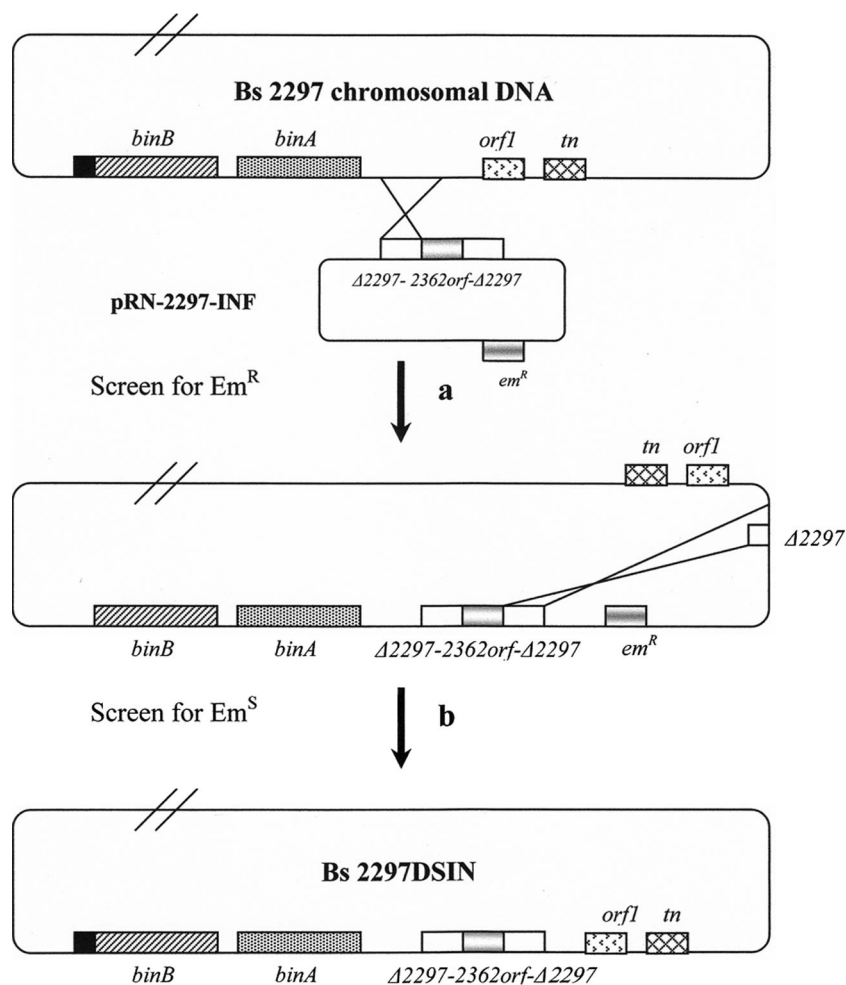 Bs 2297 chromosomal DNA
binB binA orf1 tn
Δ2297- 2362orf-Δ2297
pRN-2297-INF
emR
Screen for EmR a
tn orf1
Δ2297
binB binA Δ2297-2362orf-Δ2297 emR
Screen for EmS b
Bs 2297DSIN
orf1 tn
binB binA Δ2297-2362orf-Δ2297